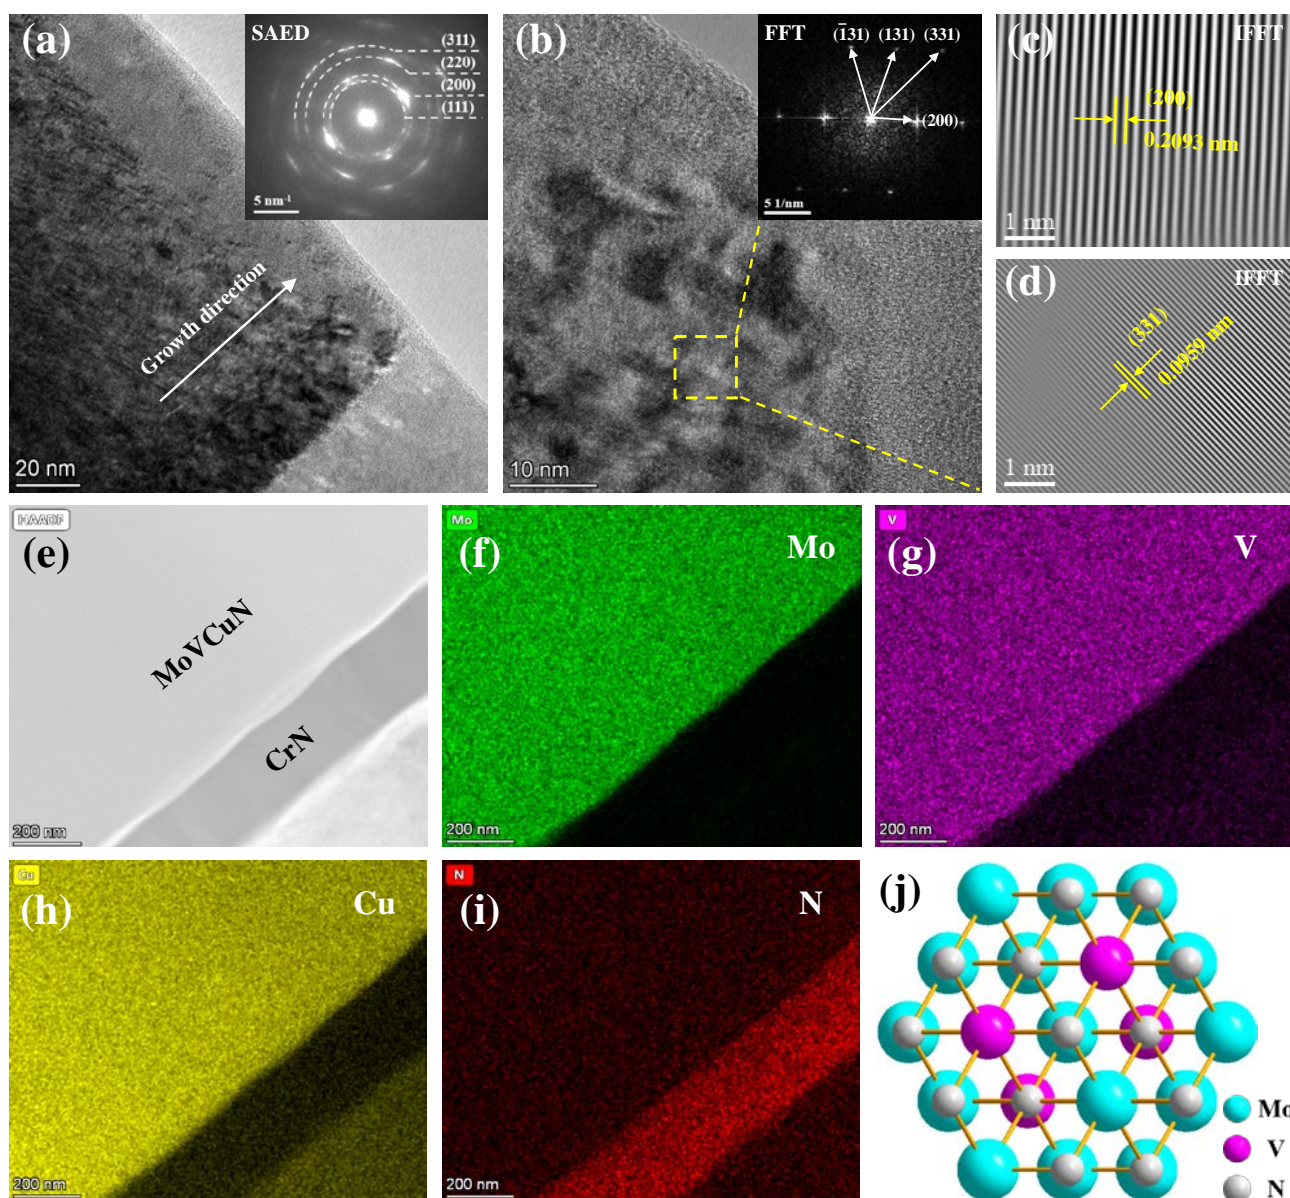 (a)
SAED
(311)
(220)
(200)
(111)
5 nm-1
Growth direction
20 nm
(b)
FFT
(1̄31)
(131)
(331)
(200)
5 1/nm
10 nm
(c)
IFFT
(200)
0.2093 nm
1 nm
(d)
IFFT
(331)
0.0959 nm
1 nm
HAADF
(e)
MoVCuN
CrN
200 nm
Mo
(f)
Mo
200 nm
V
(g)
V
200 nm
Cu
(h)
Cu
200 nm
N
(i)
N
200 nm
(j)
Mo
V
N